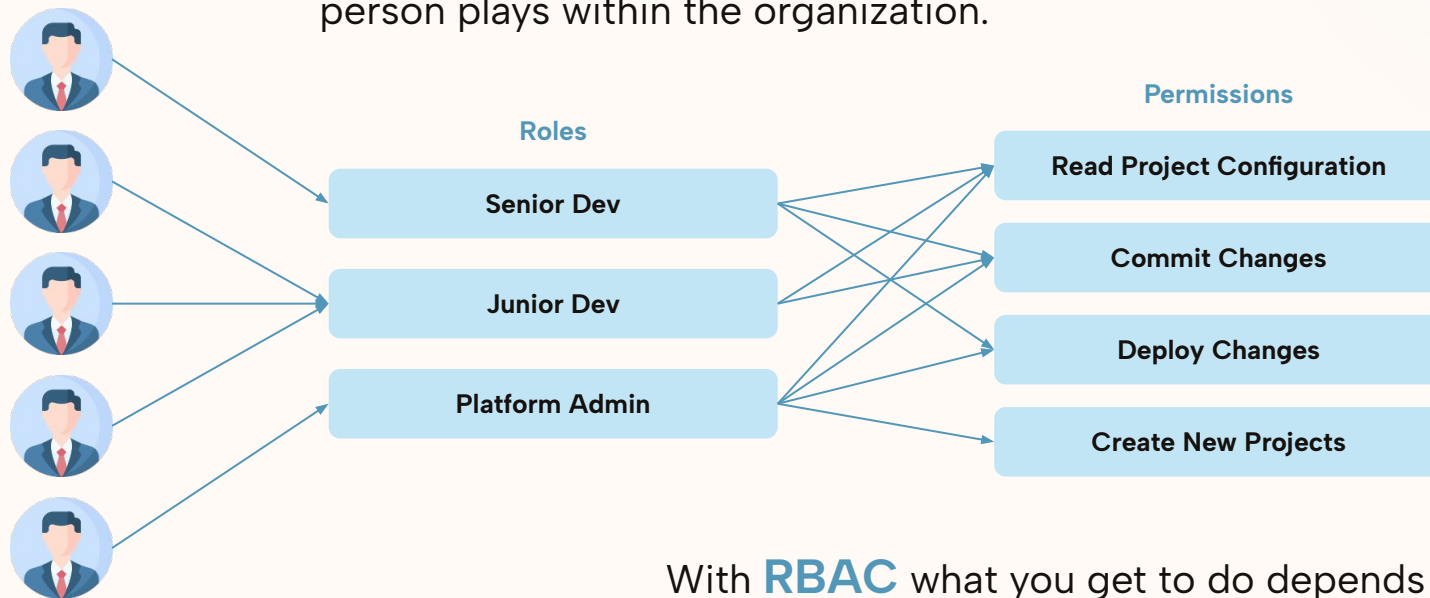 person plays within the organization.
Roles
Senior Dev
Junior Dev
Platform Admin
Permissions
Read Project Configuration
Commit Changes
Deploy Changes
Create New Projects
With RBAC what you get to do depends